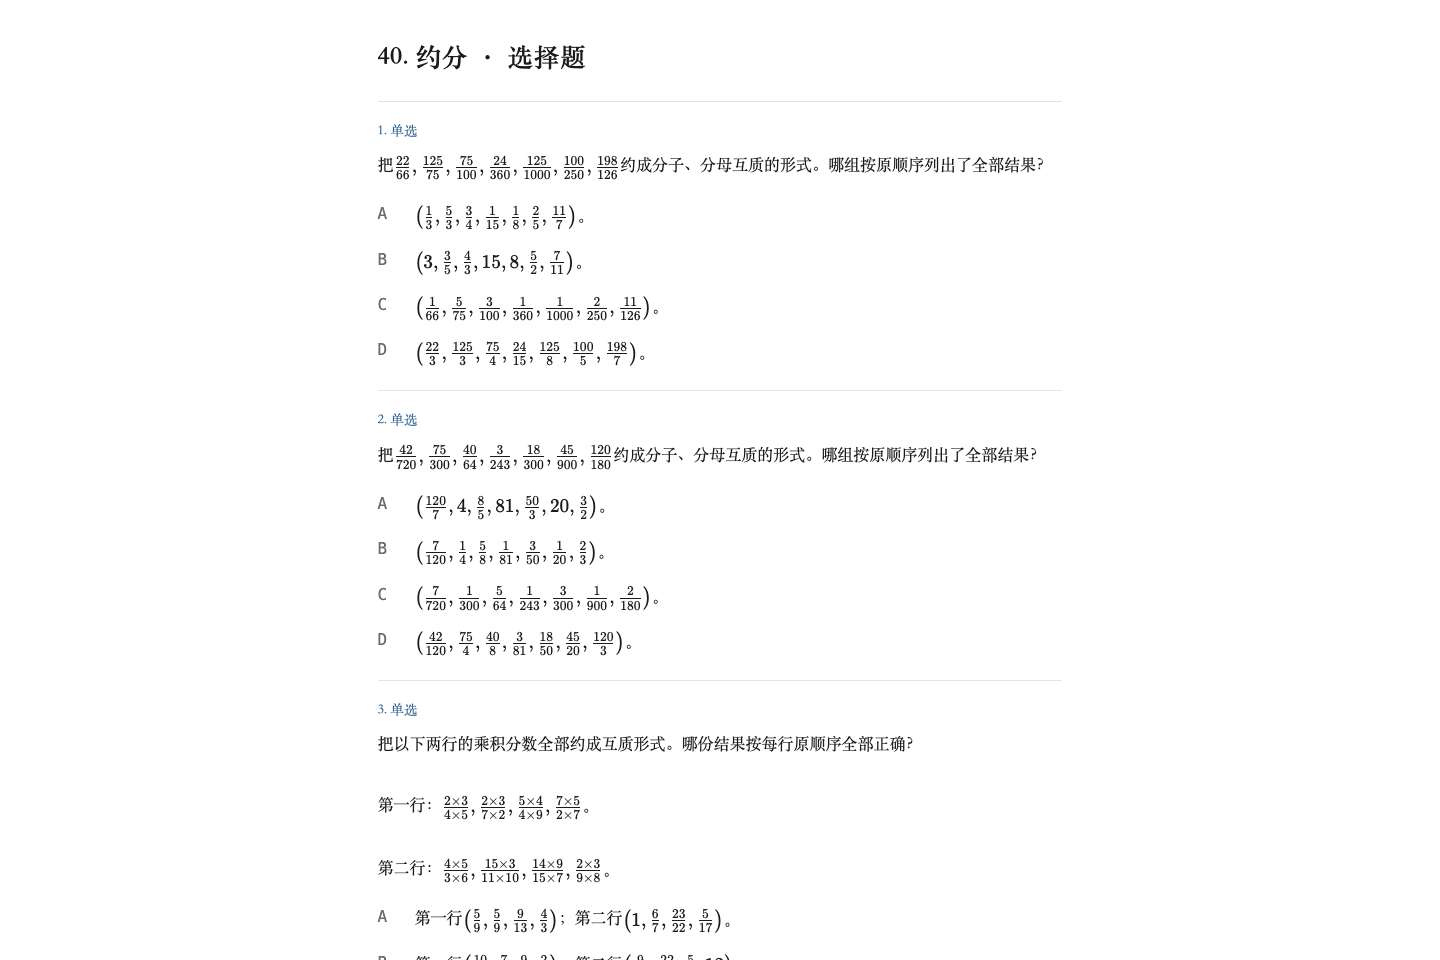 40. 约分 · 选择题
1. 单选
把 22/66, 125/75, 75/100, 24/360, 125/1000, 100/250, 198/126 约成分子、分母互质的形式。哪组按原顺序列出了全部结果?
A (1/3, 5/3, 3/4, 1/15, 1/8, 2/5, 11/7)。
B (3, 3/5, 4/3, 15, 8, 5/2, 7/11)。
C (1/66, 5/75, 3/100, 1/360, 1/1000, 2/250, 11/126)。
D (22/3, 125/3, 75/4, 24/15, 125/8, 100/5, 198/7)。
2. 单选
把 42/720, 75/300, 40/64, 3/243, 18/300, 45/900, 120/180 约成分子、分母互质的形式。哪组按原顺序列出了全部结果?
A (120/7, 4, 8/5, 81, 50/3, 20, 3/2)。
B (7/120, 1/4, 5/8, 1/81, 3/50, 1/20, 2/3)。
C (7/720, 1/300, 5/64, 1/243, 3/300, 1/900, 2/180)。
D (42/120, 75/4, 40/8, 3/81, 18/50, 45/20, 120/3)。
3. 单选
把以下两行的乘积分数全部约成互质形式。哪份结果按每行原顺序全部正确?
第一行: 2×3/4×5, 2×3/7×2, 5×4/4×9, 7×5/2×7。
第二行: 4×5/3×6, 15×3/11×10, 14×9/15×7, 2×3/9×8。
A 第一行(5/9, 5/9, 9/13, 4/3); 第二行(1, 6/7, 23/22, 5/17)。